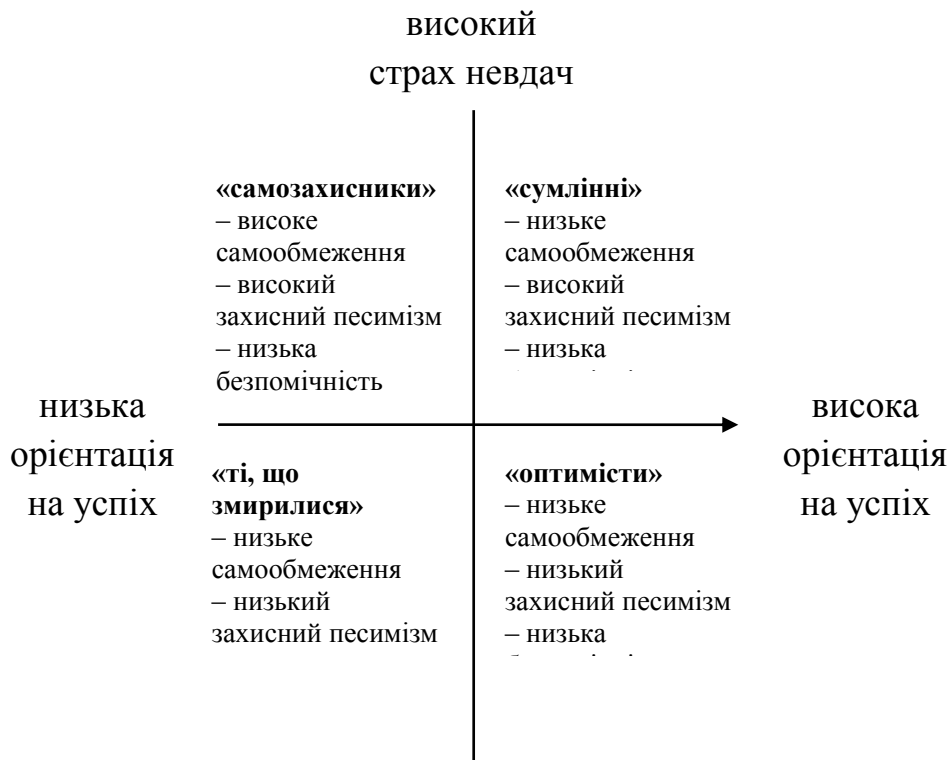 високий
страх невдач
«самозахисники»
– високе
самообмеження
– високий
захисний песимізм
– низька
безпомічність
«сумлінні»
– низьке
самообмеження
– високий
захисний песимізм
– низька
низька
орієнтація
на успіх
висока
орієнтація
на успіх
«ті, що
змирилися»
– низьке
самообмеження
– низький
захисний песимізм
«оптимісти»
– низьке
самообмеження
– низький
захисний песимізм
– низька